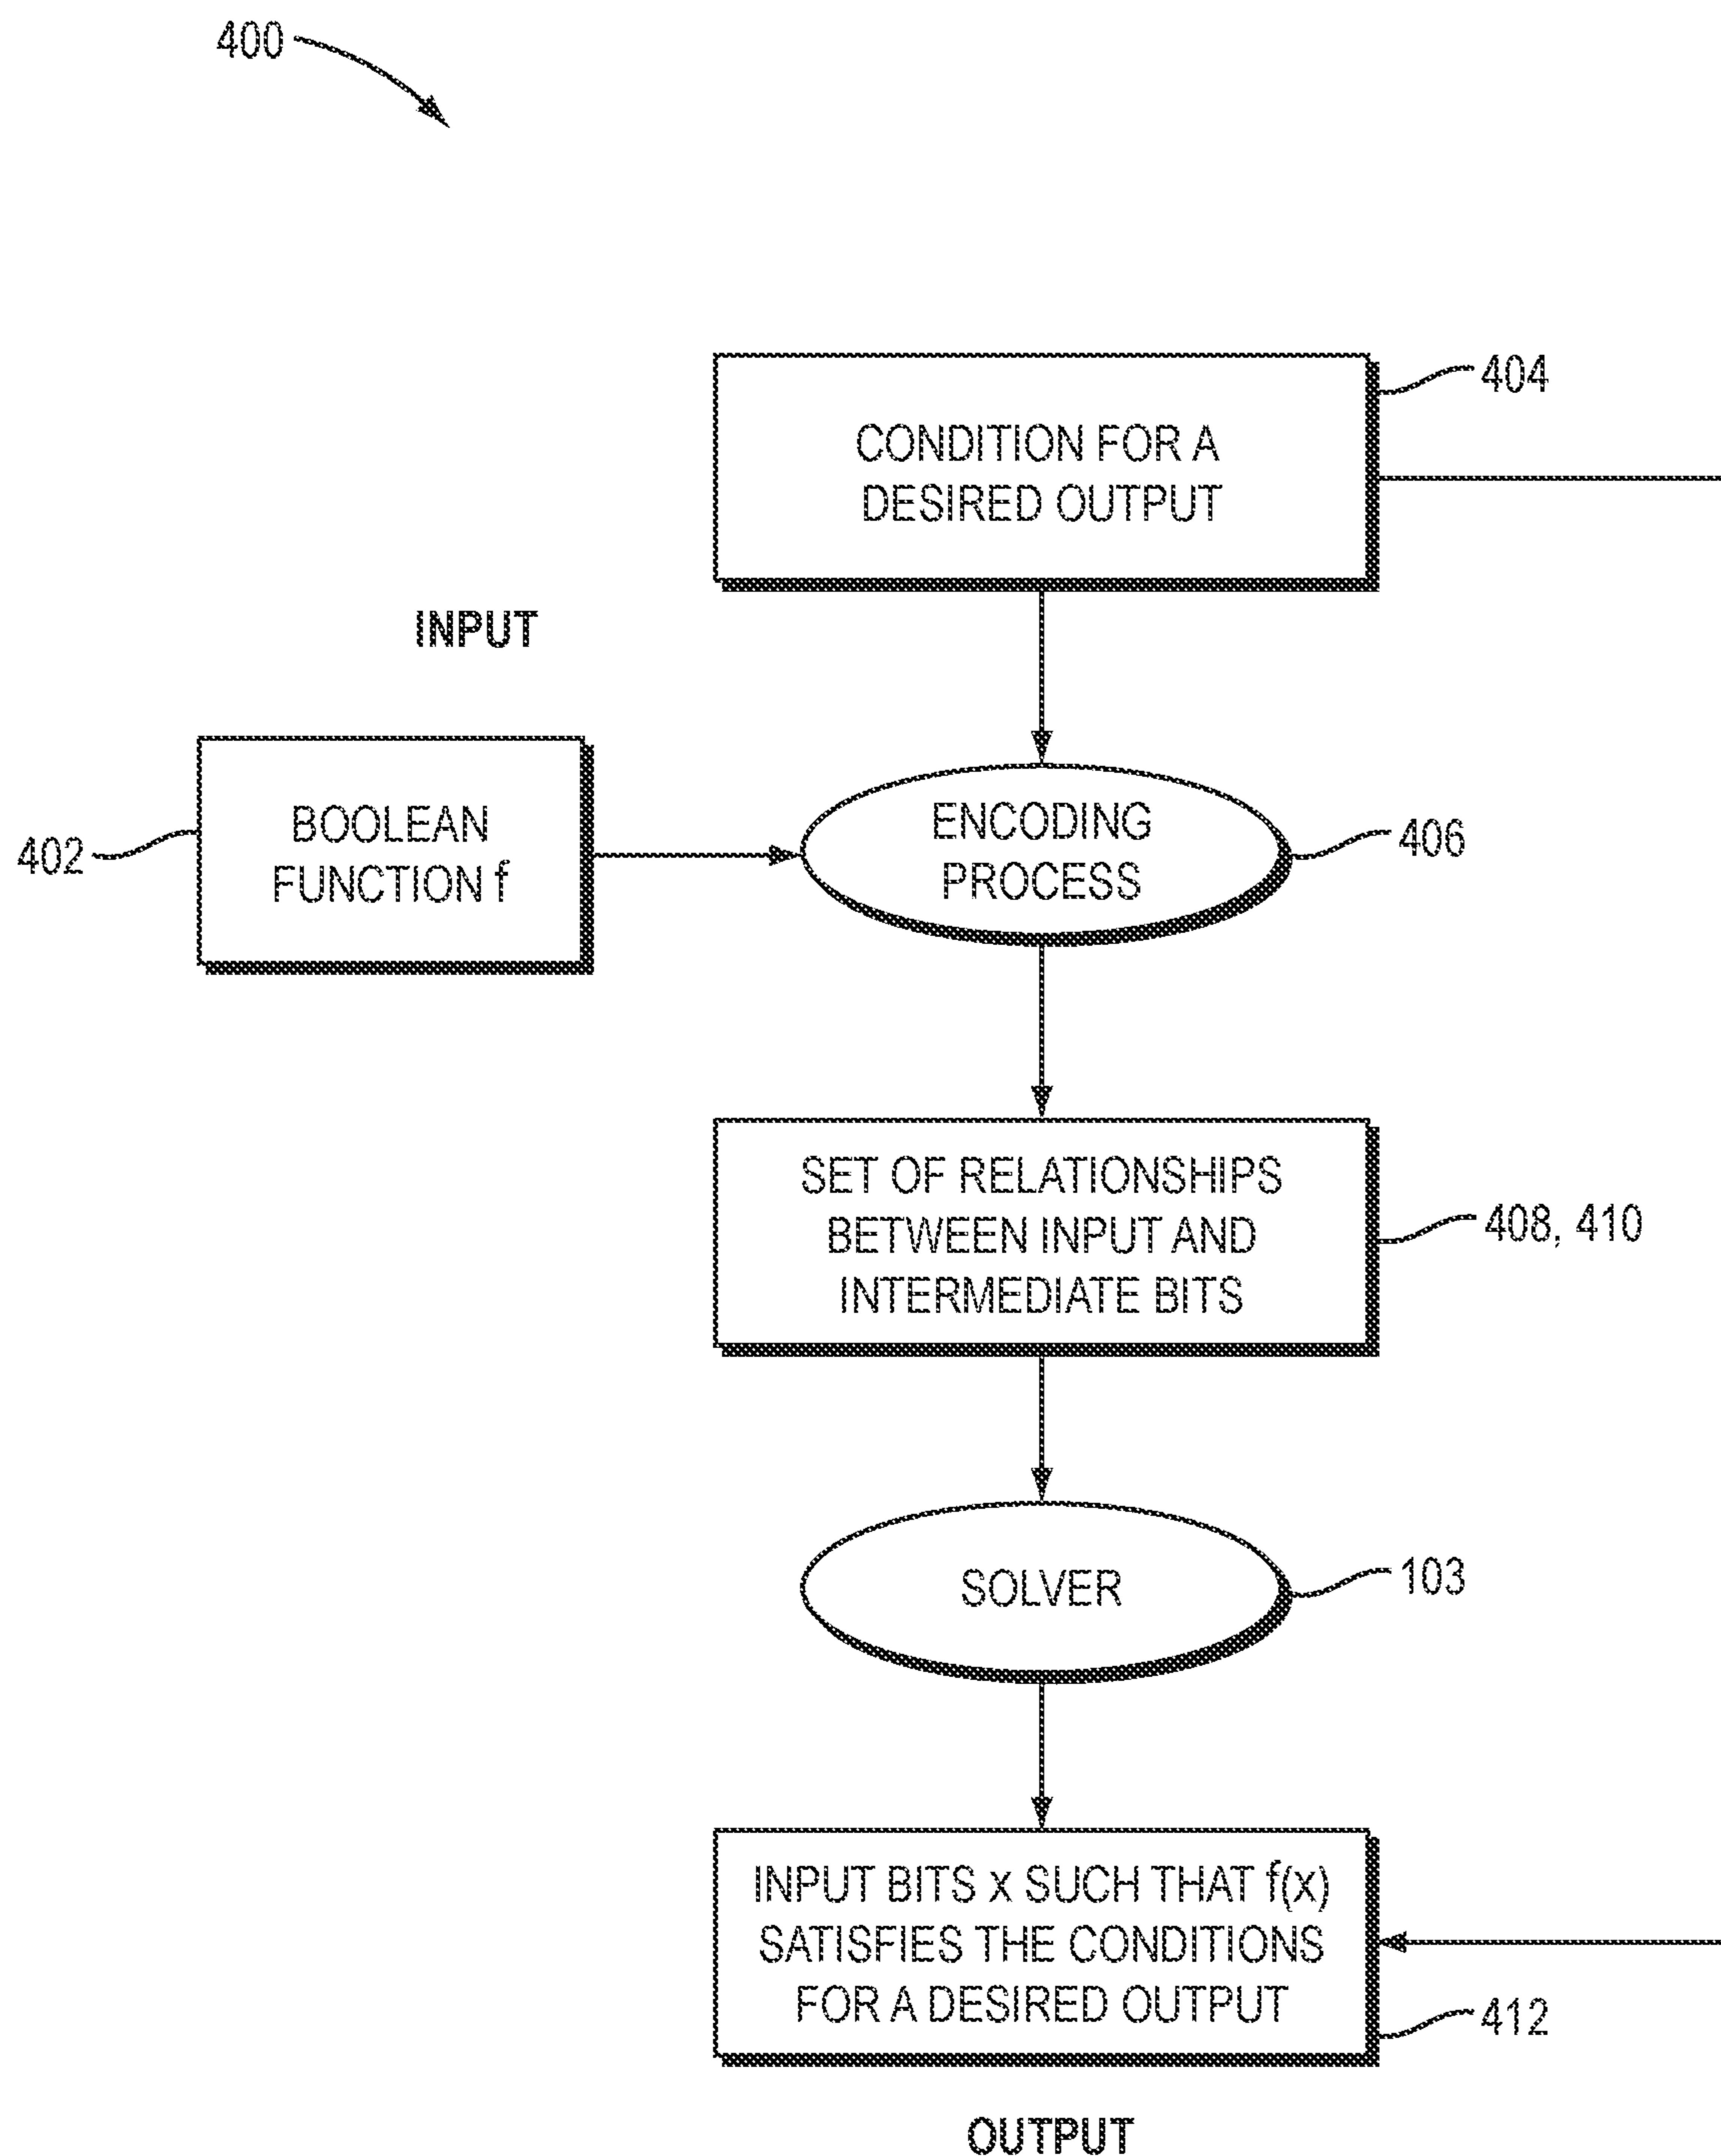 400
CONDITION FOR A
DESIRED OUTPUT
404
INPUT
BOOLEAN
FUNCTION f
402
ENCODING
PROCESS
406
SET OF RELATIONSHIPS
BETWEEN INPUT AND
INTERMEDIATE BITS
408, 410
SOLVER
103
INPUT BITS x SUCH THAT f(x)
SATISFIES THE CONDITIONS
FOR A DESIRED OUTPUT
412
OUTPUT